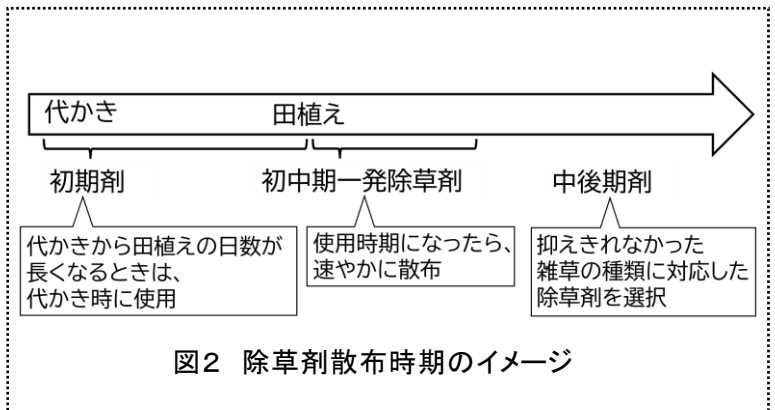 代かき
田植え
初期剤
初中期一発除草剤
中後期剤
代かきから田植えの日数が
長くなるときは、
代かき時に使用
使用時期になったら、
速やかに散布
抑えきれなかった
雑草の種類に対応した
除草剤を選択
図２　除草剤散布時期のイメージ